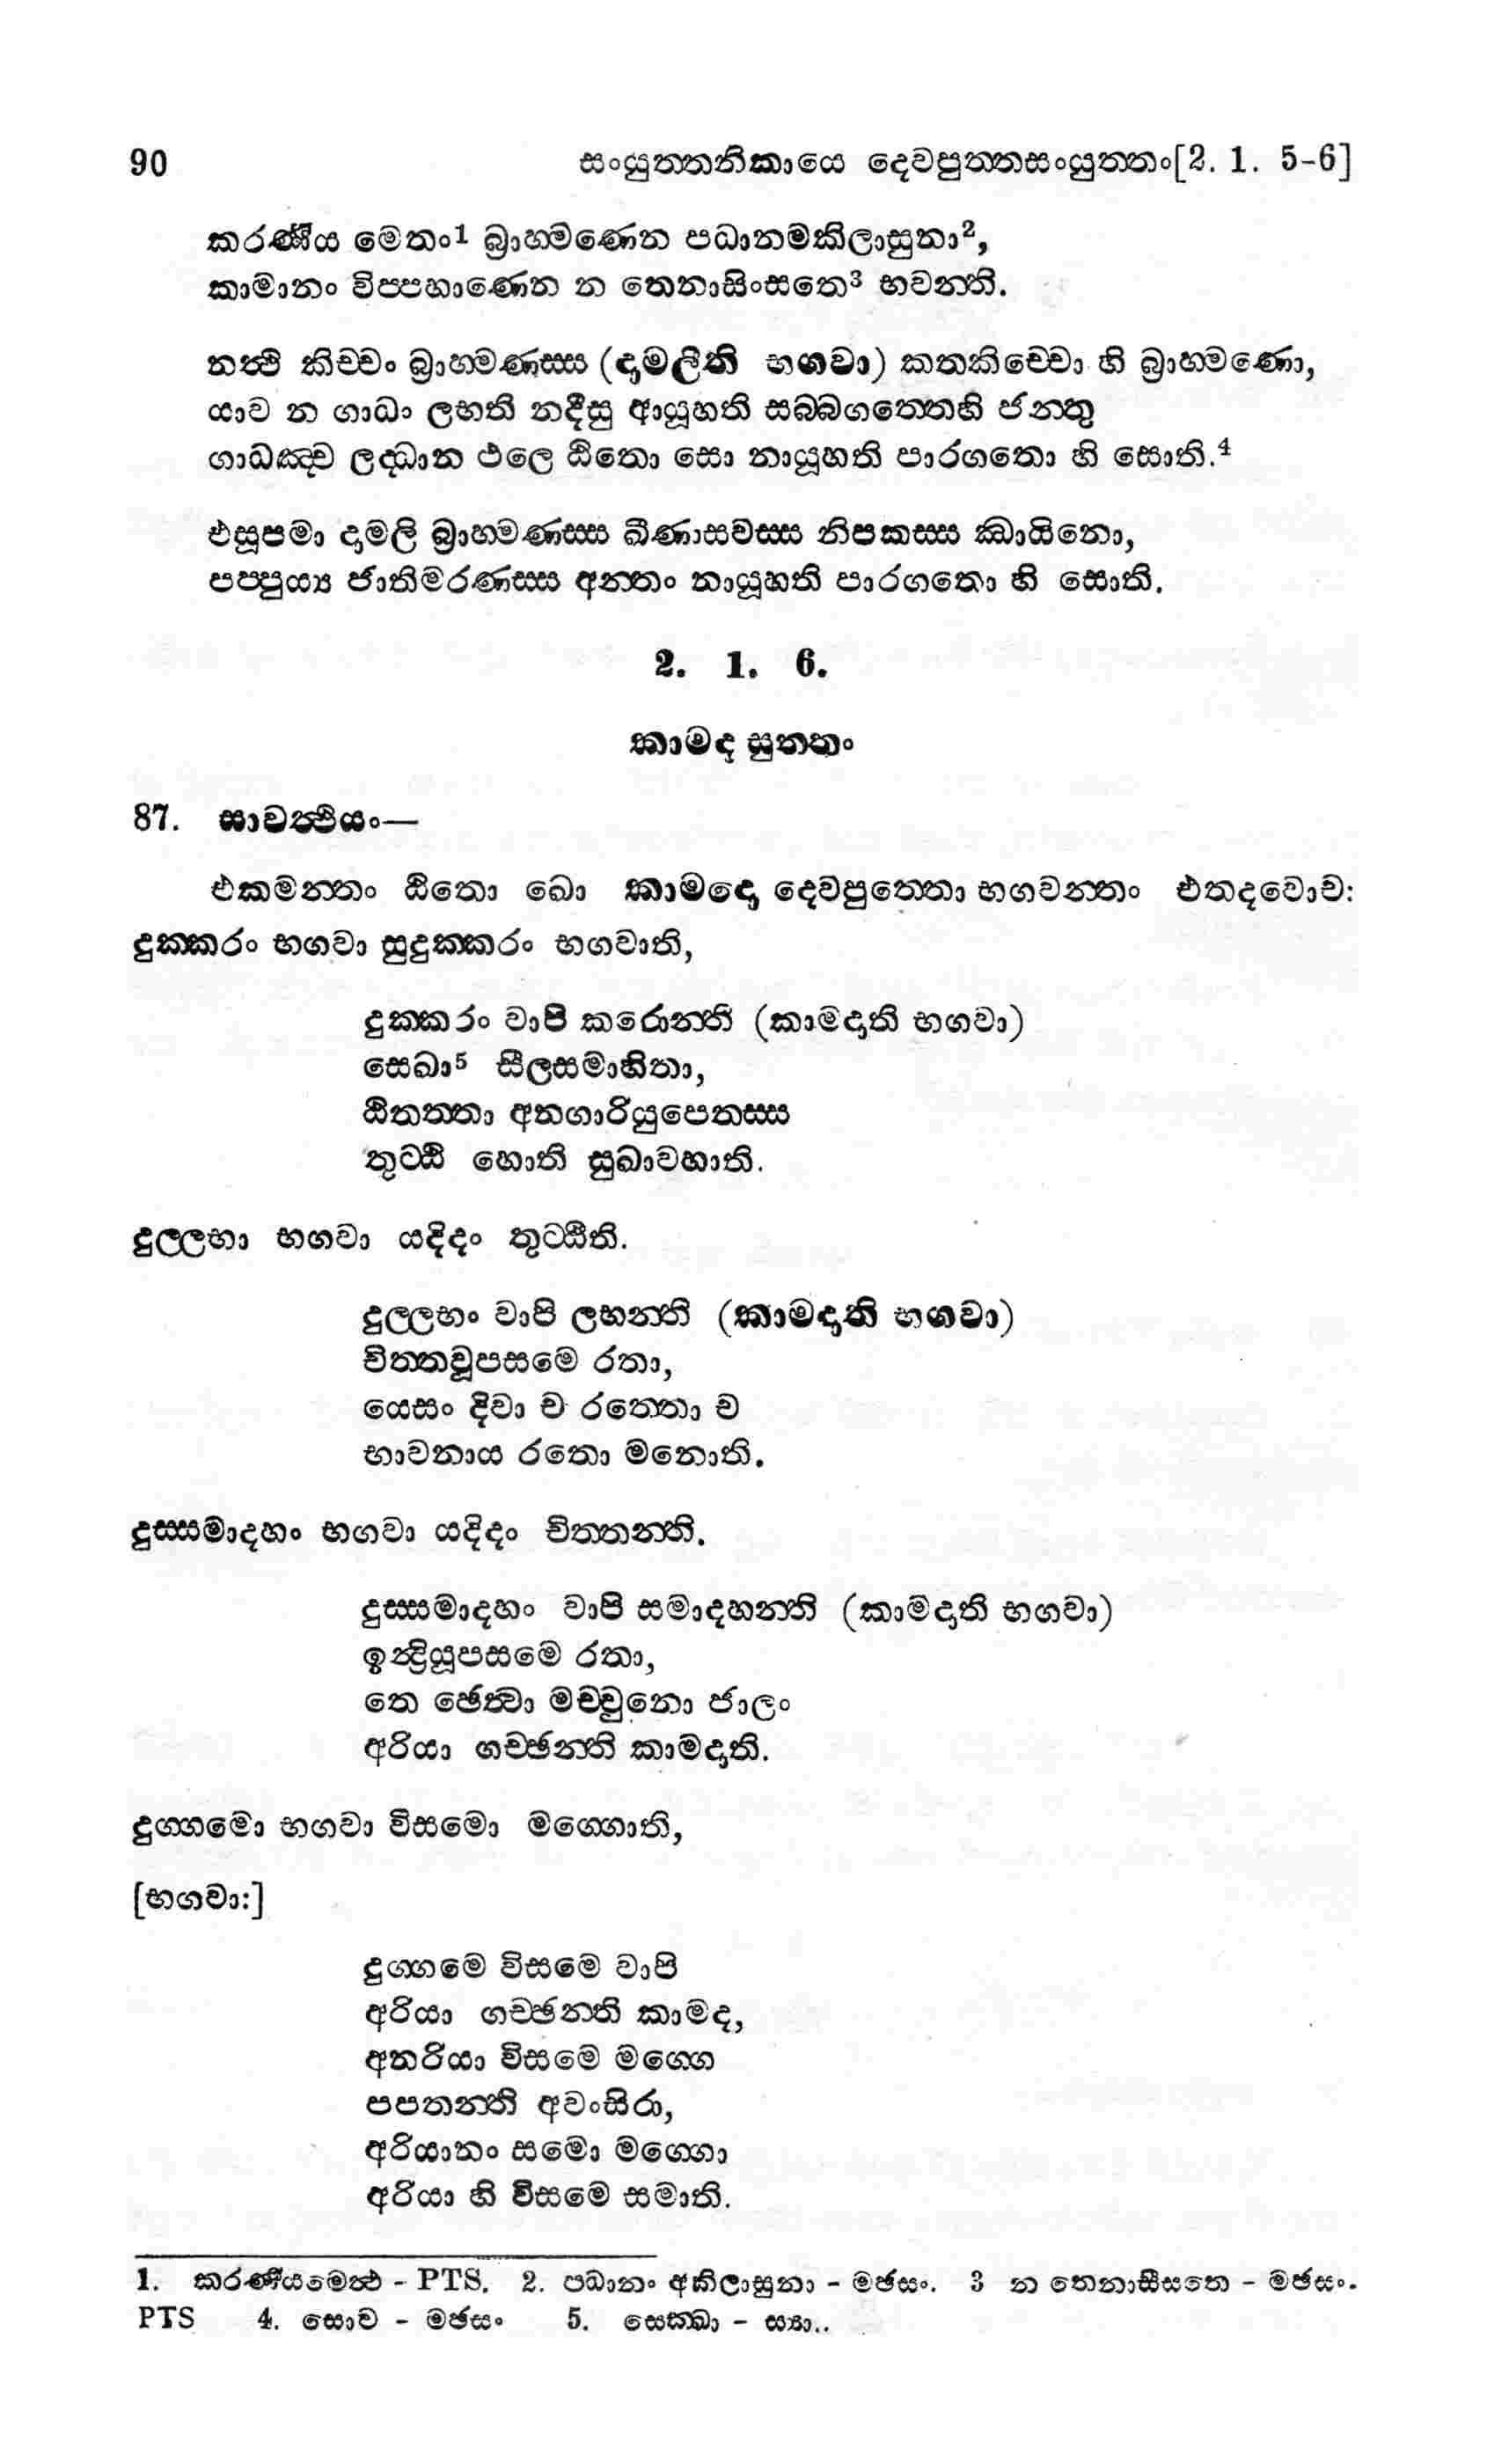 90 සංයුත්තනිකායෙ දෙවපුත්තසංයුත්තං[2. 1. 5-6]
කරණීය මෙතං1 බ්‍රාහ්මණෙන පධානමකිලාසුනා2,
කාමානං විප්පහාණෙන න තෙනාසිංසතෙ3 භවන්ති.
නත්ථි කිච්චං බ්‍රාහ්මණස්ස (දාමලීති භගවා) කතකිච්චො හි බ්‍රාහ්මණො,
යාව න ගාධං ලභති නදීසු ආයූහති සබ්බගත්තෙහි ජන්තු
ගාධඤ්ච ලද්ධාන ථලෙ ඨිතො සො නායූහති පාරගතො හි සොති.4
එසූපමා දාමලි බ්‍රාහ්මණස්ස ඛීණාසවස්ස නිපකස්ස ඣායිනො,
පප්පුය්‍ය ජාතිමරණස්ස අන්තං නායූහති පාරගතො හි සොති.
2. 1. 6.
කාමද සුත්තං
87. සාවත්ථියං—
එකමන්තං ඨිතො ඛො කාමදො දෙවපුත්තො භගවන්තං එතදවොච:
දුක්කරං භගවා සුදුක්කරං භගවාති,
දුක්කරං වාපි කරොන්ති (කාමදාති භගවා)
සෙඛා5 සීලසමාහිතා,
ඨිතත්තා අනගාරියුපෙතස්ස
තුට්ඨි හොති සුඛාවහාති.
දුල්ලභා භගවා යදිදං තුට්ඨීති.
දුල්ලභං වාපි ලභන්ති (කාමදාති භගවා)
චිත්තවූපසමෙ රතා,
යෙසං දිවා ච රත්තො ච
භාවනාය රතො මනොති.
දුස්සමාදහං භගවා යදිදං චිත්තන්ති.
දුස්සමාදහං වාපි සමාදහන්ති (කාමදාති භගවා)
ඉන්ද්‍රියූපසමෙ රතා,
තෙ ඡෙත්වා මච්චුනො ජාලං
අරියා ගච්ඡන්ති කාමදාති.
දුග්ගමො භගවා විසමො මග්ගොති,
[භගවා:]
දුග්ගමෙ විසමෙ වාපි
අරියා ගච්ඡන්ති කාමද,
අනරියා විසමෙ මග්ගෙ
පපතන්ති අවංසිරා,
අරියානං සමො මග්ගො
අරියා හි විසමෙ සමාති.
1. කරණීයමෙත්ථ - PTS. 2. පධානං අකිලාසුනා - මජසං. 3 න තෙනාසීසතෙ - මජසං.
PTS 4. සොව - මජසං 5. සෙක්ඛා - ස්‍යා..